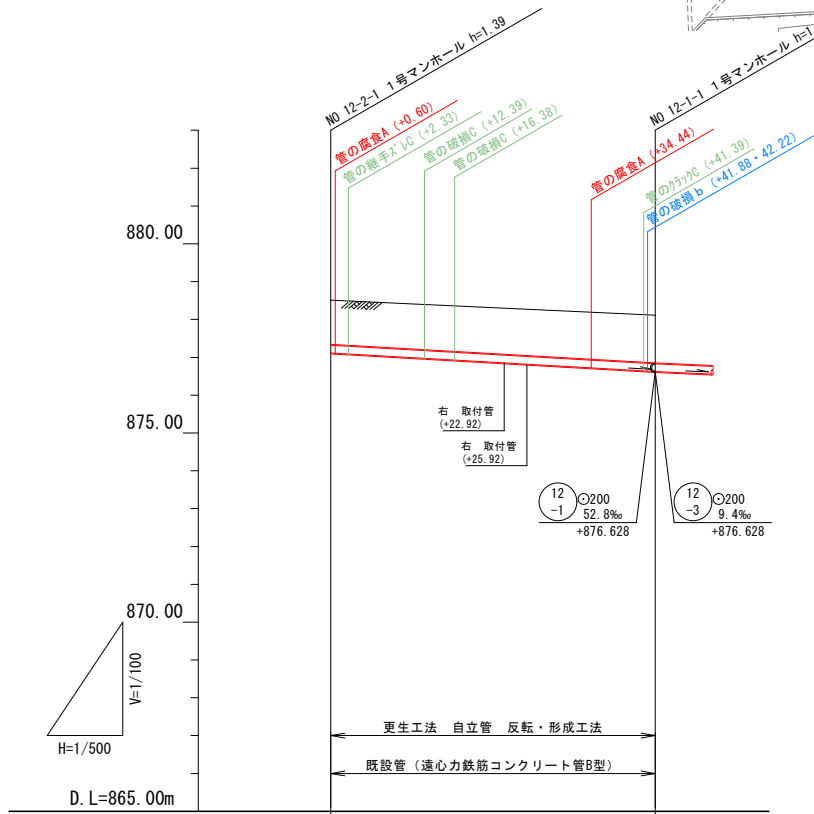 NO 12-2-1 1号マンホール h=1.39
NO 12-1-1 1号マンホール h=1.
管の腐食A (+0.60)
管の継手ズレC (+2.33)
管の破損C (+12.39)
管の破損C (+16.38)
管の腐食A (+34.44)
管のクラックC (+41.39)
管の破損b (+41.88・42.22)
880.00
875.00
右 取付管
(+22.92)
右 取付管
(+25.92)
12
-1
200
52.8‰
+876.628
12
-3
200
9.4‰
+876.628
870.00
V=1/100
H=1/500
更生工法 自立管 反転・形成工法
既設管（遠心力鉄筋コンクリート管B型）
D.L=865.00m